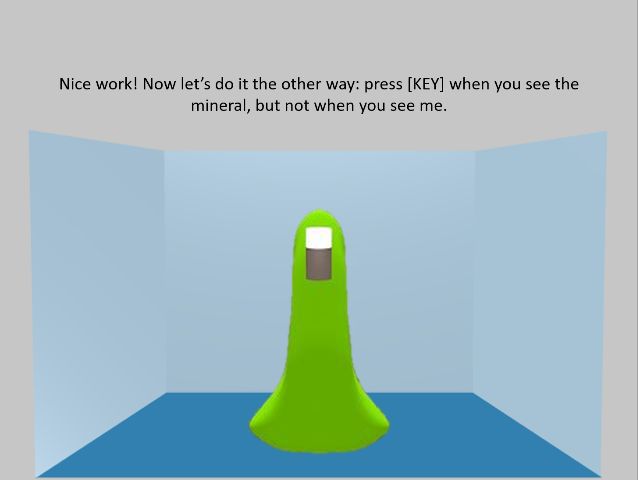 Nice work! Now let’s do it the other way: press [KEY] when you see the
mineral, but not when you see me.